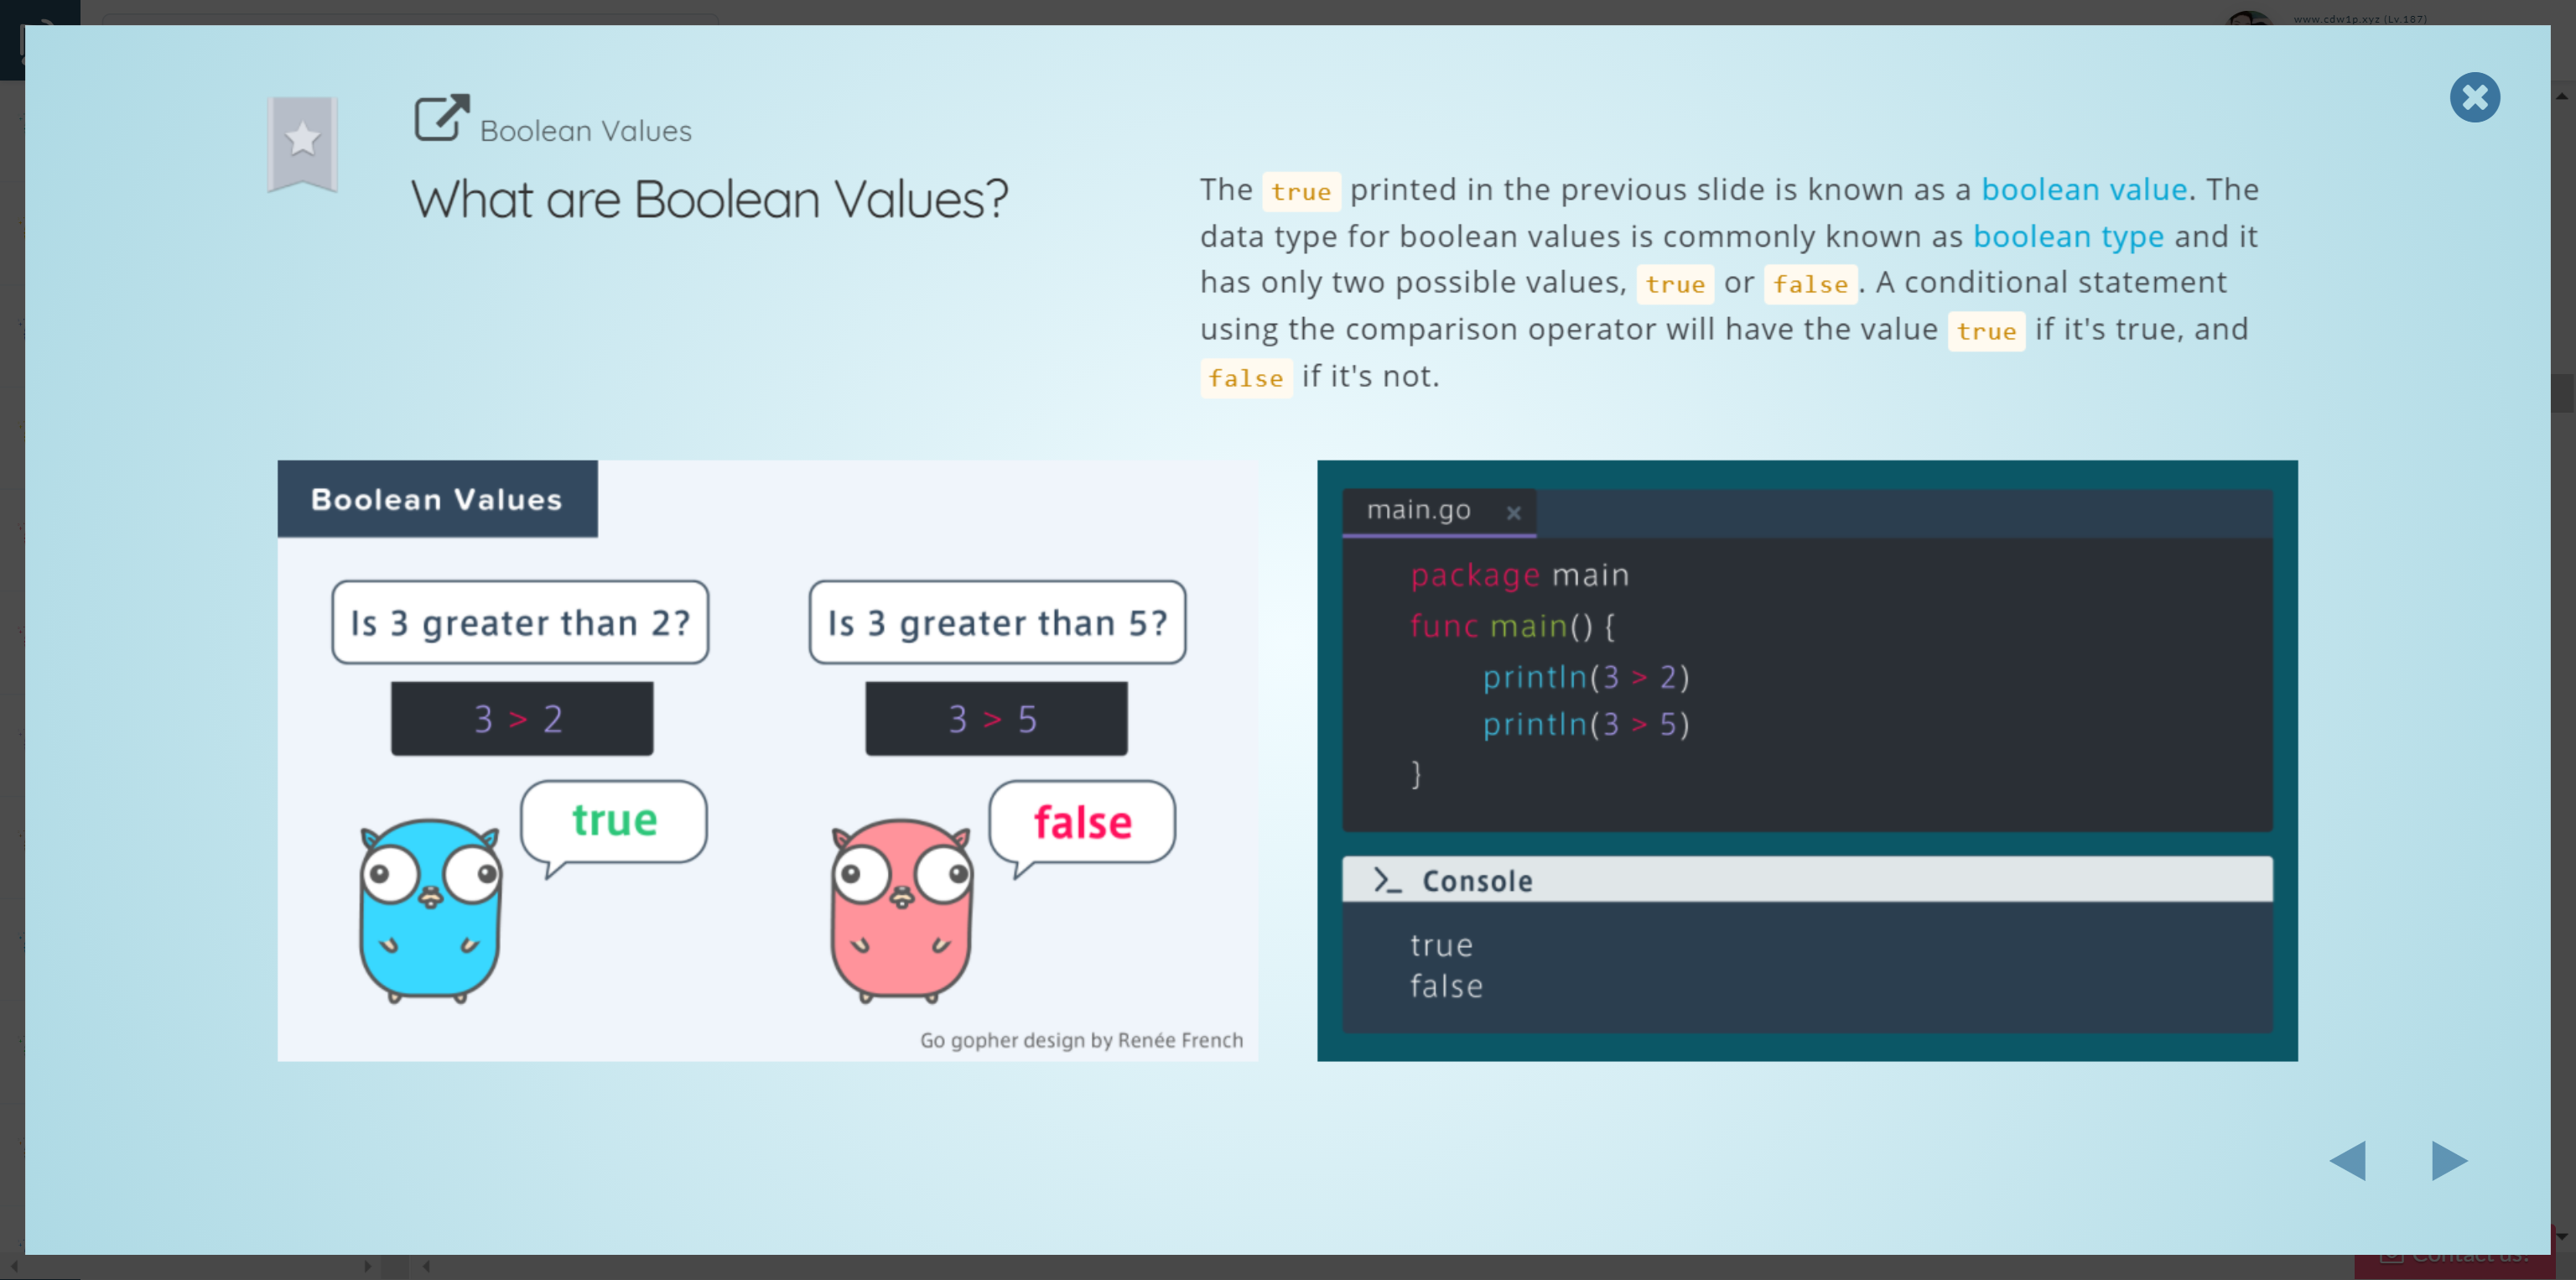 www.cdw1p.xyz (Lv.187)
Boolean Values
What are Boolean Values?
The true printed in the previous slide is known as a boolean value. The
data type for boolean values is commonly known as boolean type and it
has only two possible values, true or false. A conditional statement
using the comparison operator will have the value true if it's true, and
false if it's not.
Boolean Values
Is 3 greater than 2?
3 > 2
true
Is 3 greater than 5?
3 > 5
false
Go gopher design by Renée French
main.go x
package main
func main() {
println(3 > 2)
println(3 > 5)
}
>_ Console
true
false
Contact us!